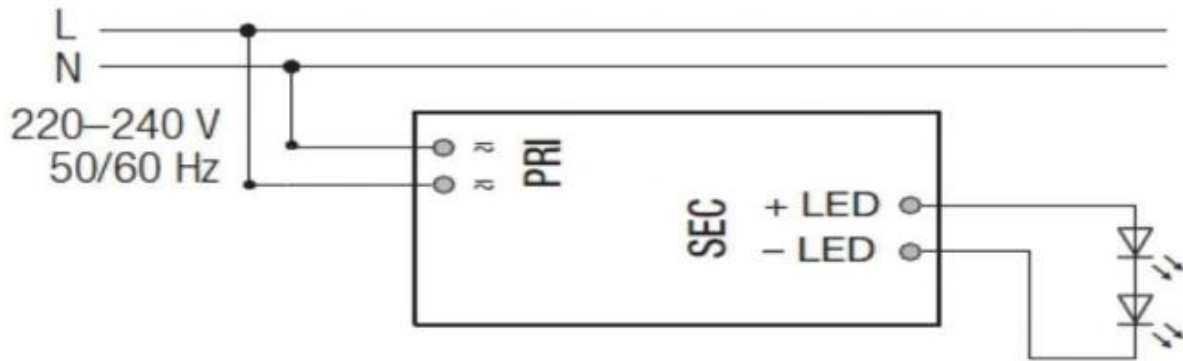 L
N
220–240 V
50/60 Hz
≂
≂
PRI
SEC
+ LED
– LED